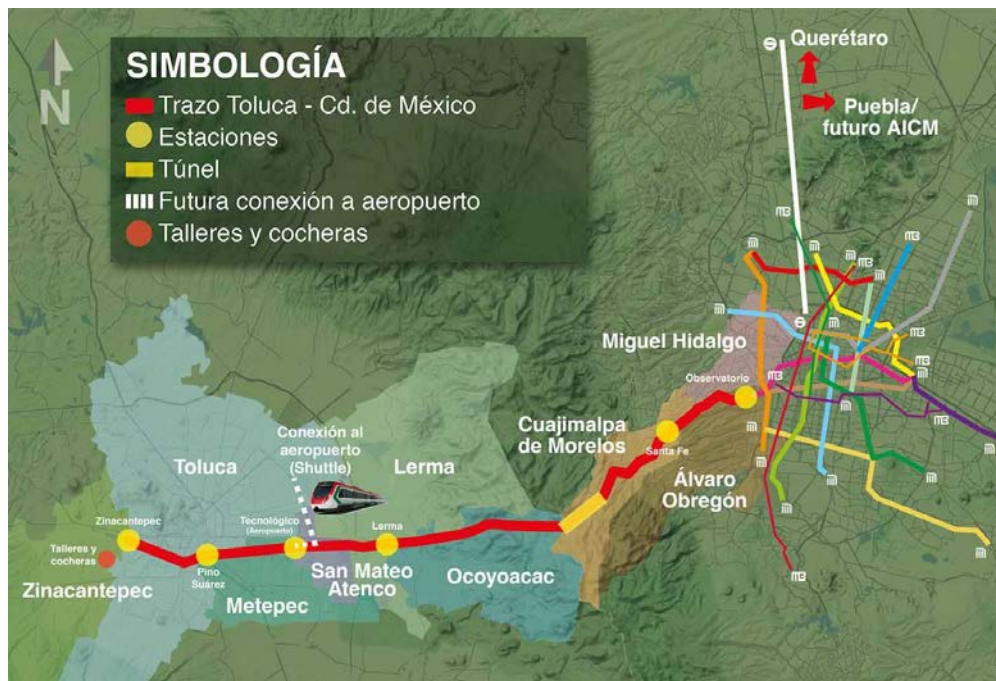 N
SIMBOLOGÍA
Trazo Toluca - Cd. de México
Estaciones
Túnel
Futura conexión a aeropuerto
Talleres y cocheras
Querétaro
Puebla/
futuro AICM
Miguel Hidalgo
Observatorio
Cuajimalpa
de Morelos
Santa Fe
Álvaro
Obregón
Conexión al
aeropuerto
(Shuttle)
Toluca
Lerma
Zinacantepec
Tecnológico
(Aeropuerto)
Lerma
Talleres y
cocheras
Pino
Suárez
San Mateo
Atenco
Ocoyoacac
Zinacantepec
Metepec